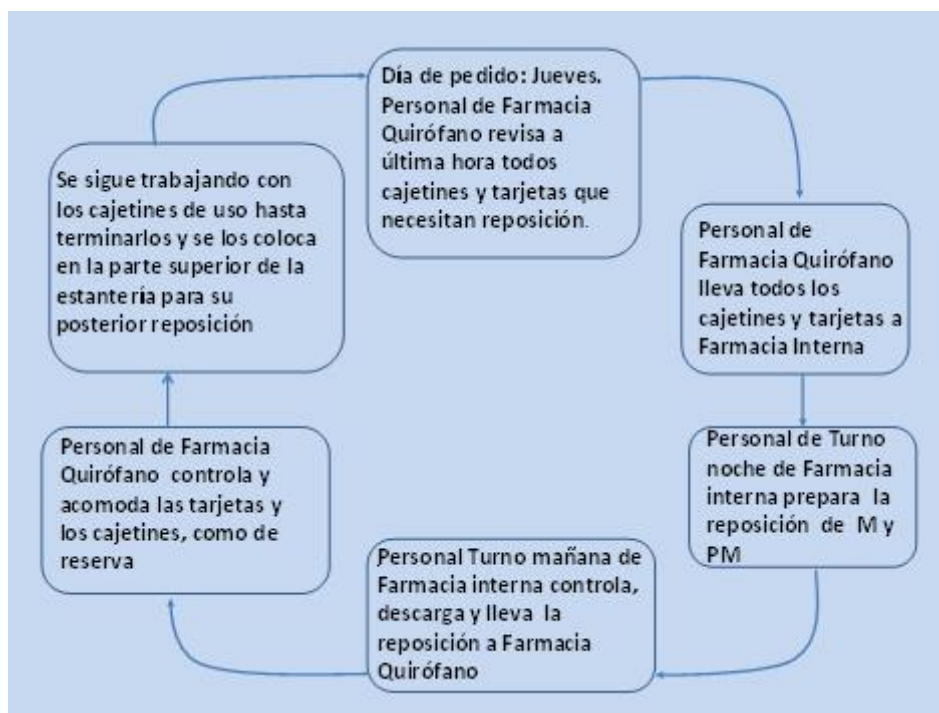 Día de pedido: Jueves.
Personal de Farmacia
Quirófano revisa a
última hora todos
cajetines y tarjetas que
necesitan reposición.
Personal de
Farmacia Quirófano
lleva todos los
cajetines y tarjetas a
Farmacia Interna
Personal de Turno
noche de Farmacia
interna prepara la
reposición de M y
PM
Personal Turno mañana de
Farmacia interna controla,
descarga y lleva la
reposición a Farmacia
Quirófano
Personal de Farmacia
Quirófano controla y
acomoda las tarjetas y
los cajetines, como de
reserva
Se sigue trabajando con
los cajetines de uso hasta
terminarlos y se los coloca
en la parte superior de la
estantería para su
posterior reposición